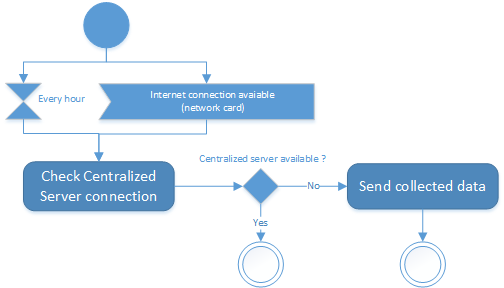 Every hour
Internet connection avaiable
(network card)
Centralized server available ?
Check Centralized
Server connection
No
Send collected data
Yes